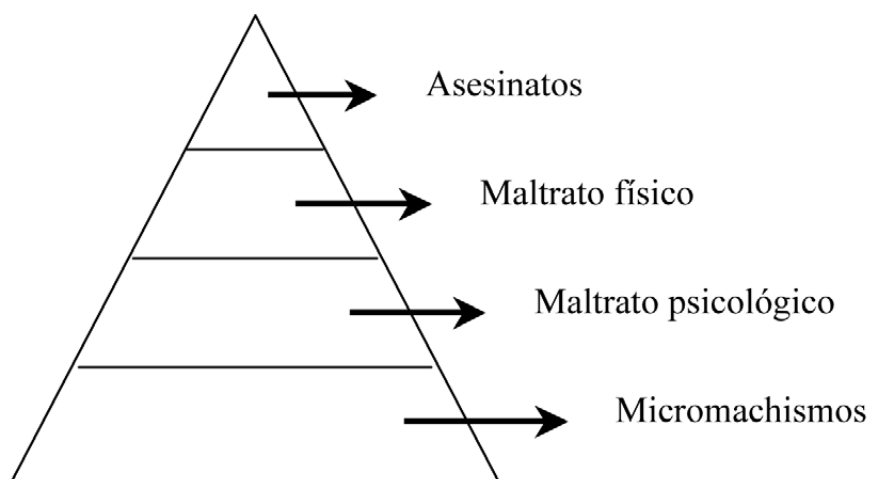 Asesinatos
Maltrato físico
Maltrato psicológico
Micromachismos